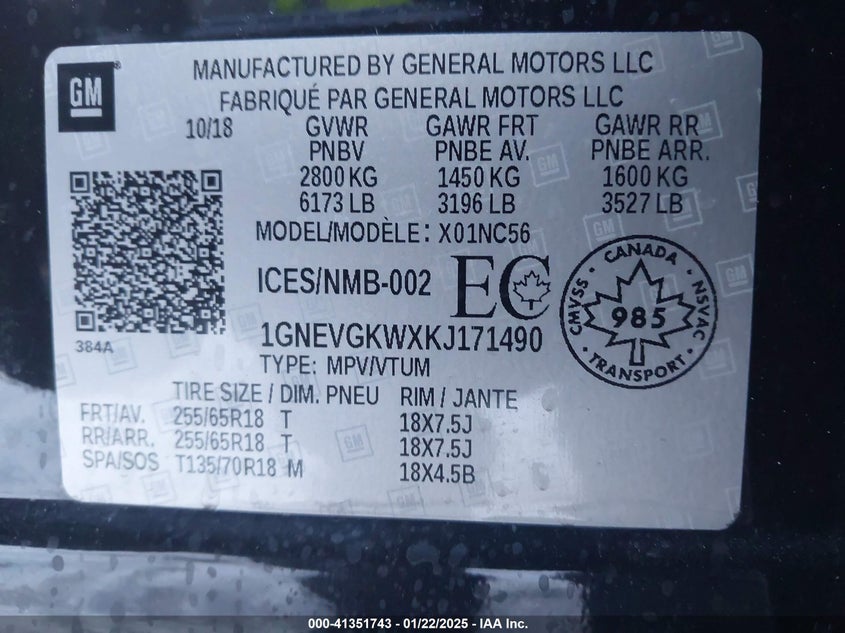 GM
MANUFACTURED BY GENERAL MOTORS LLC
FABRIQUÉ PAR GENERAL MOTORS LLC
10/18 GVWR GAWR FRT GAWR RR
PNBV PNBE AV. PNBE ARR.
2800 KG 1450 KG 1600 KG
6173 LB 3196 LB 3527 LB
MODEL/MODÈLE: X01NC56
ICES/NMB-002 EC
CANADA
CMVSS 985 NSVAC
TRANSPORT
384A
1GNEVGKWXKJ171490
TYPE: MPV/VTUM
TIRE SIZE / DIM. PNEU RIM / JANTE
FRT/AV. 255/65R18 T 18X7.5J
RR/ARR. 255/65R18 T 18X7.5J
SPA/SOS T135/70R18 M 18X4.5B
000-41351743 - 01/22/2025 - IAA Inc.